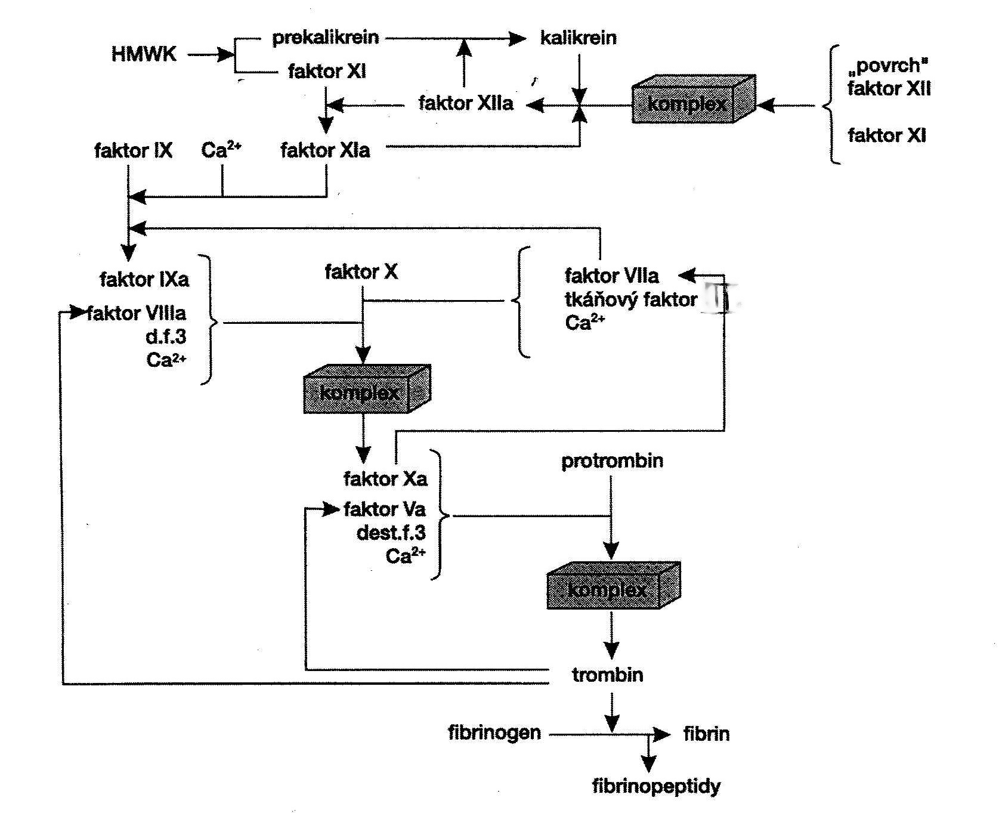 prekalikrein
kalikrein
HMWK
faktor XI
„povrch"
faktor XII
faktor XIIa
komplex
faktor XI
faktor IX
Ca²⁺
faktor XIa
faktor IXa
faktor X
faktor VIIa
tkáňový faktor
Ca²⁺
faktor VIIIa
d.f.3
Ca²⁺
komplex
faktor Xa
protrombin
faktor Va
dest.f.3
Ca²⁺
komplex
trombin
fibrinogen
fibrin
fibrinopeptidy